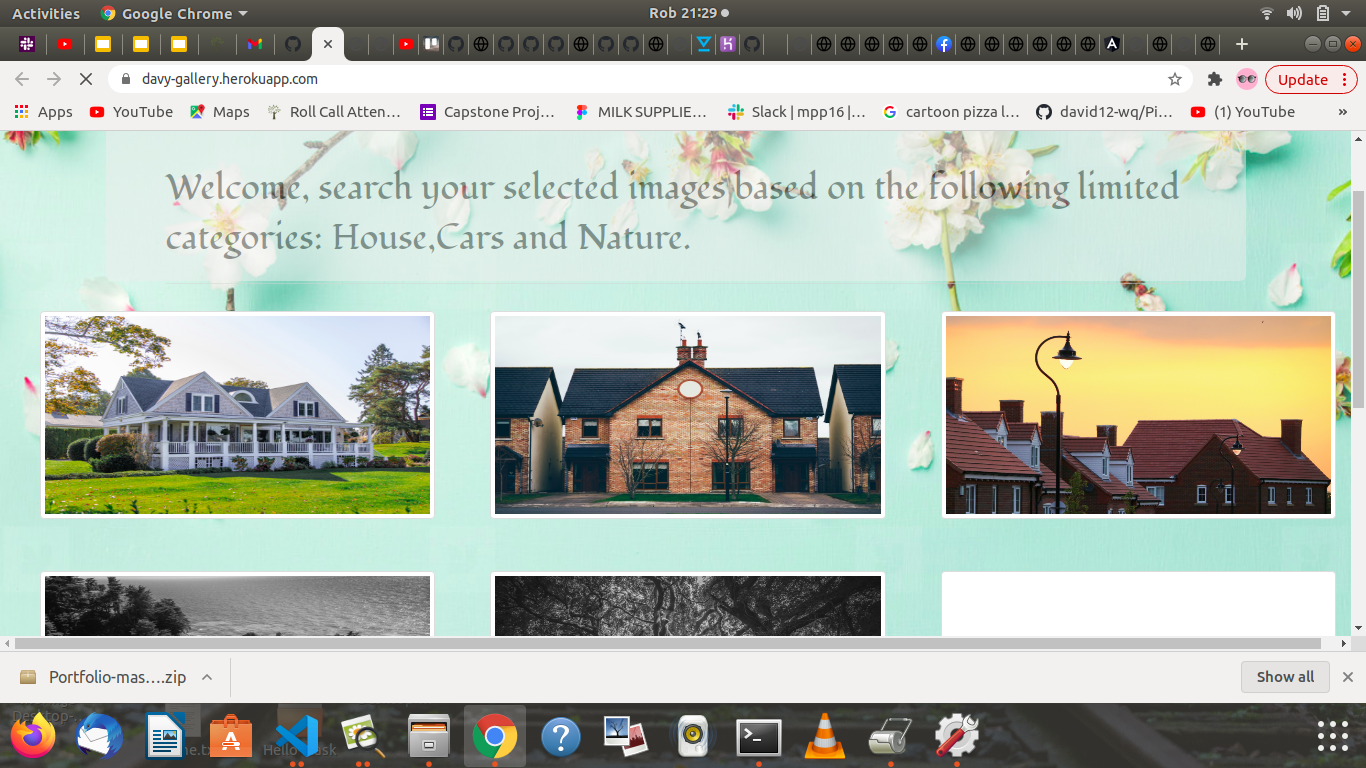 Activities
Google Chrome
Rob 21:29
davy-gallery.herokuapp.com
Update
Apps
YouTube
Maps
Roll Call Atten…
Capstone Proj…
MILK SUPPLIE…
Slack | mpp16 |…
cartoon pizza l…
david12-wq/Pi…
(1) YouTube
»
Welcome, search your selected images based on the following limited
categories: House,Cars and Nature.
Portfolio-mas….zip
Show all